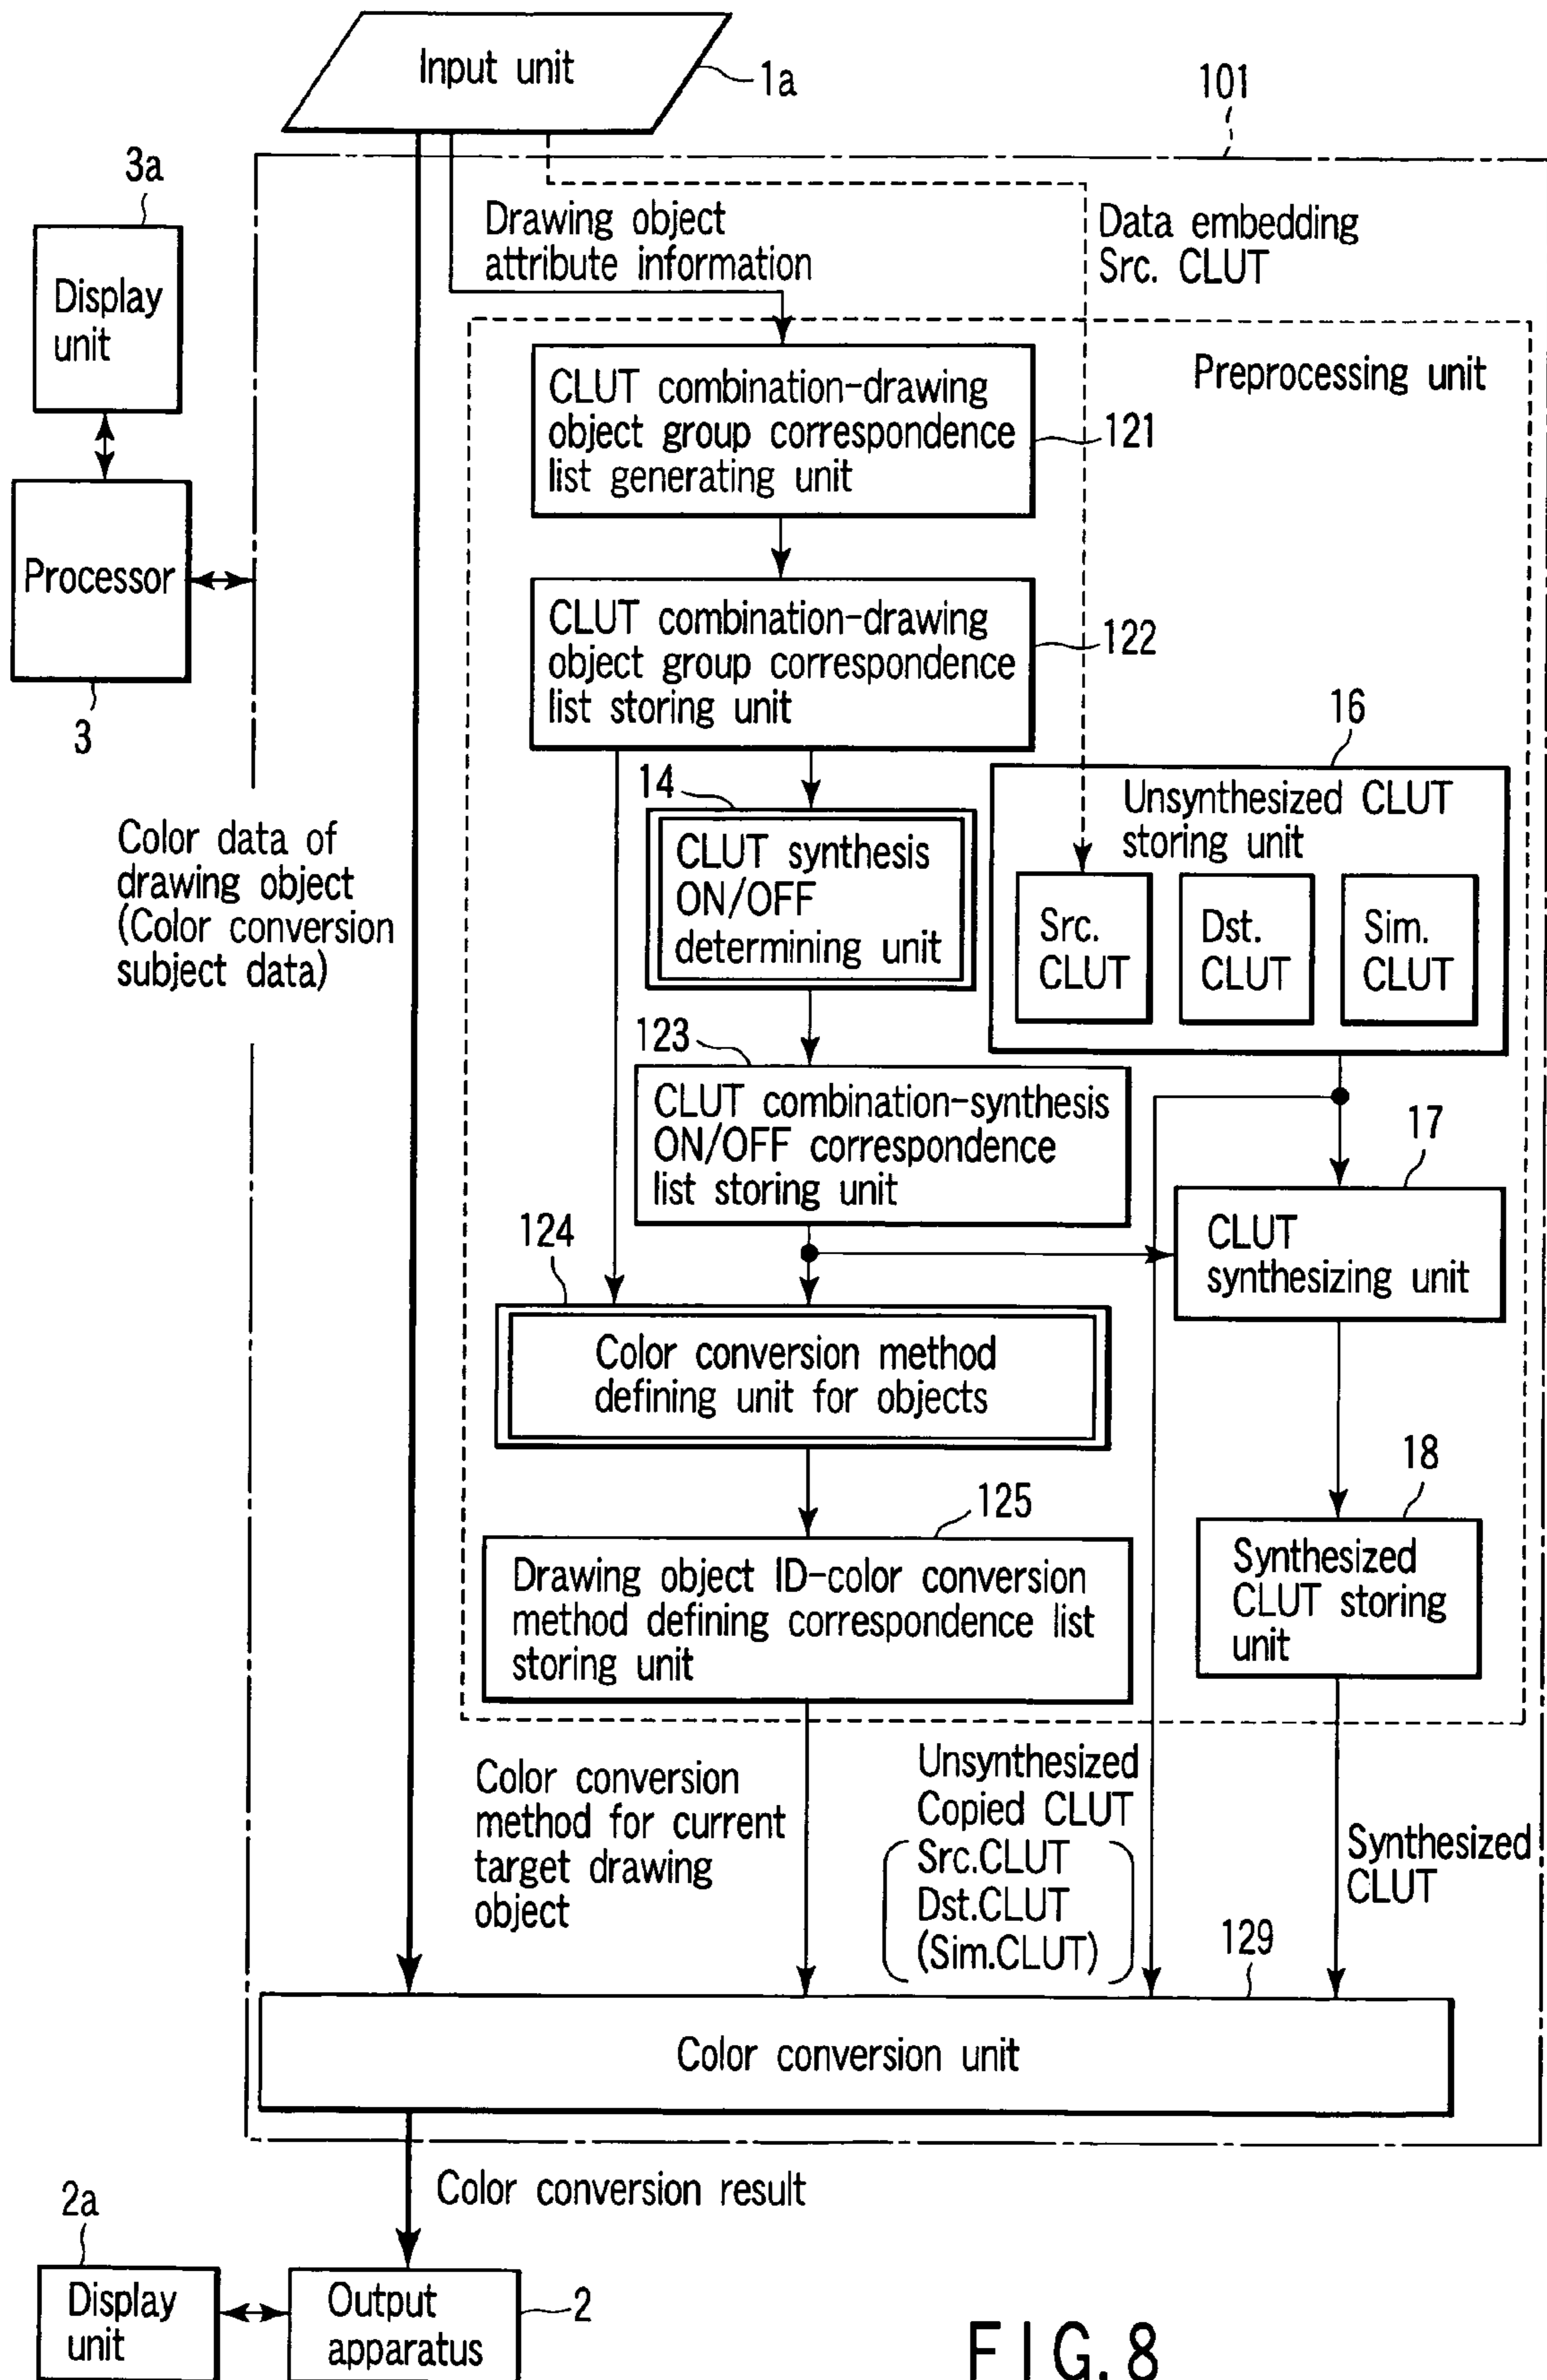 Input unit
1a
101
3a
Drawing object
attribute information
Data embedding
Src. CLUT
Display
unit
Preprocessing unit
CLUT combination-drawing
object group correspondence
list generating unit
121
Processor
3
CLUT combination-drawing
object group correspondence
list storing unit
122
16
14
Unsynthesized CLUT
storing unit
Src.
CLUT
Dst.
CLUT
Sim.
CLUT
Color data of
drawing object
(Color conversion
subject data)
CLUT synthesis
ON/OFF
determining unit
123
CLUT combination-synthesis
ON/OFF correspondence
list storing unit
17
CLUT
synthesizing unit
124
Color conversion method
defining unit for objects
18
125
Drawing object ID-color conversion
method defining correspondence list
storing unit
Synthesized
CLUT storing
unit
Color conversion
method for current
target drawing
object
Unsynthesized
Copied CLUT
Src.CLUT
Dst.CLUT
(Sim.CLUT)
Synthesized
CLUT
129
Color conversion unit
Color conversion result
2a
Display
unit
Output
apparatus
2
FIG. 8